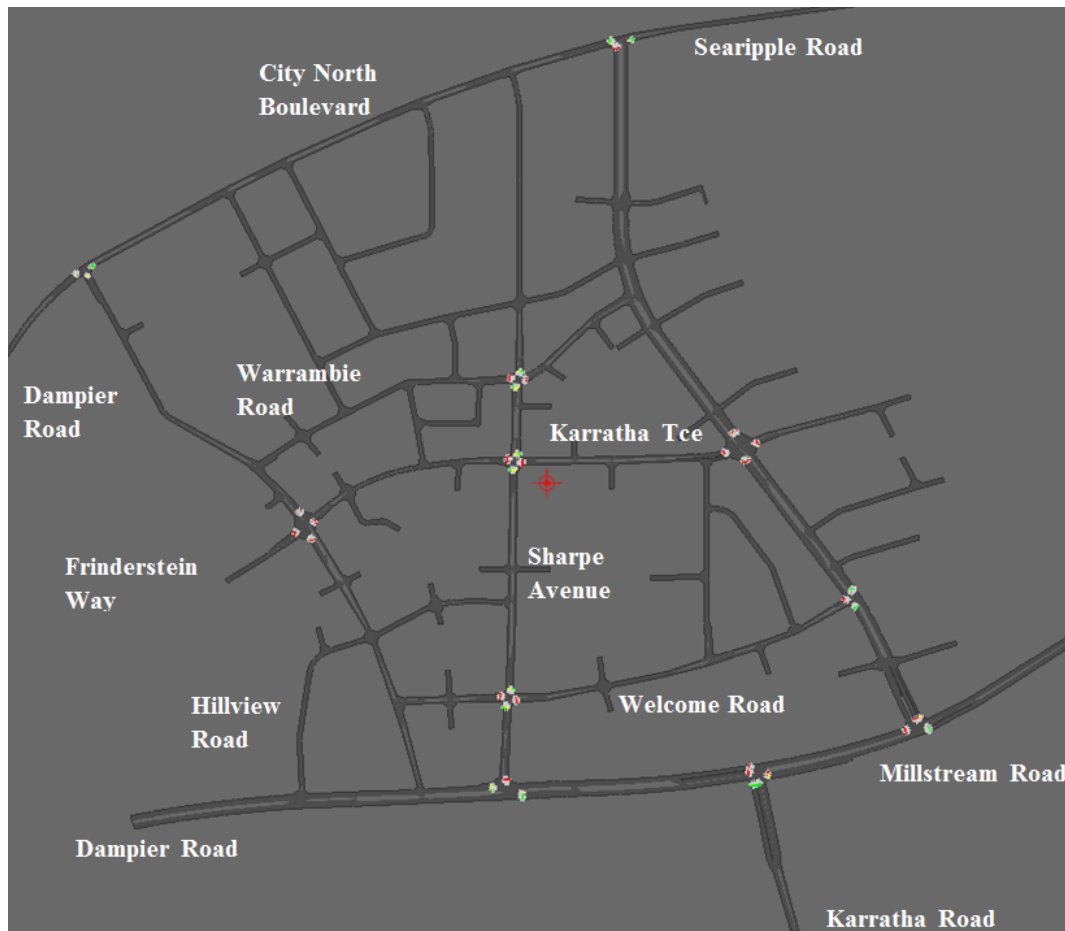 Searipple Road
City North
Boulevard
Dampier
Road
Warrambie
Road
Karratha Tce
Frinderstein
Way
Sharpe
Avenue
Hillview
Road
Welcome Road
Millstream Road
Dampier Road
Karratha Road